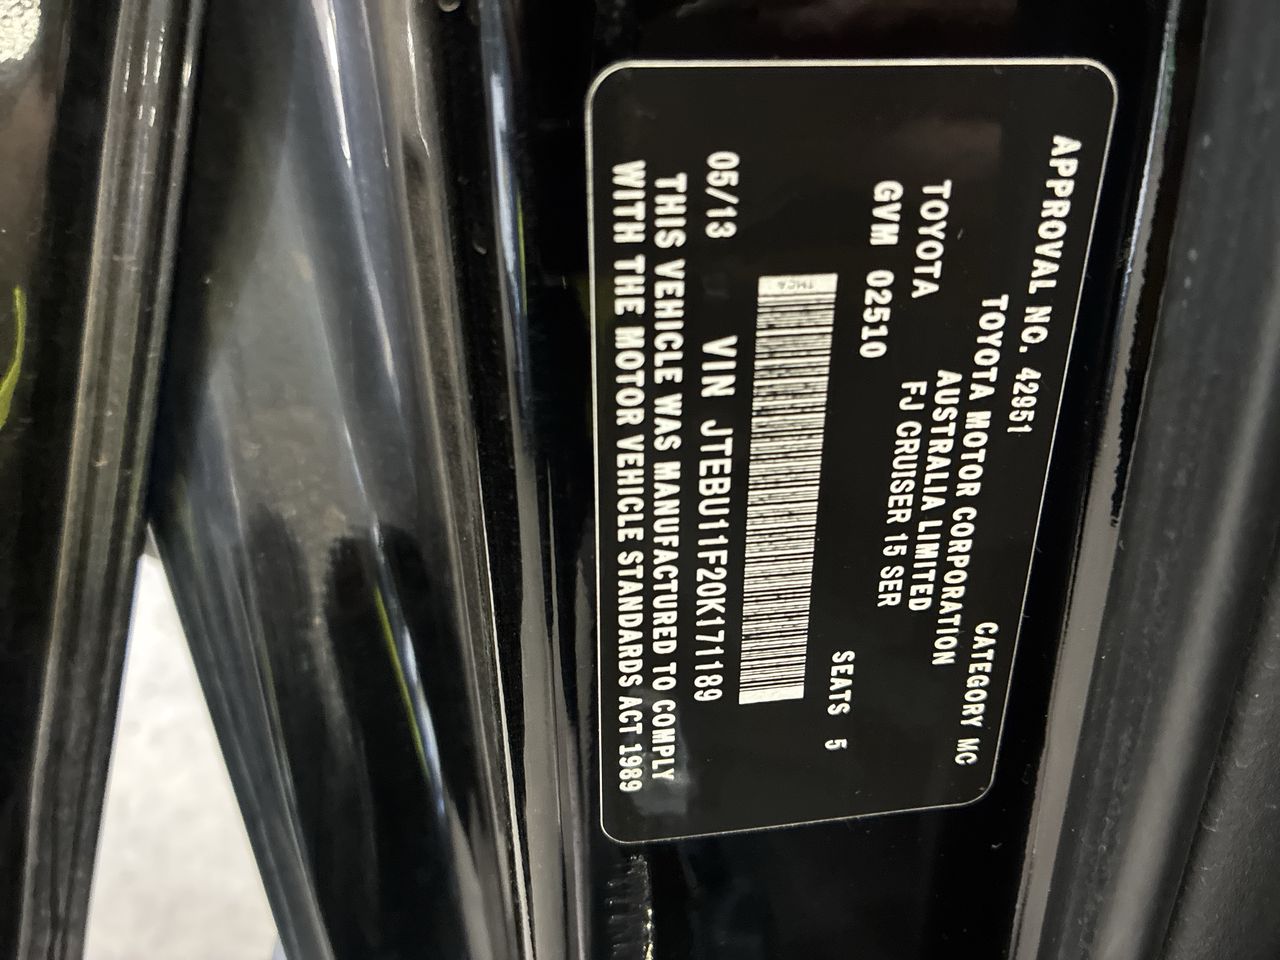 APPROVAL NO. 42951 CATEGORY MC
TOYOTA MOTOR CORPORATION
AUSTRALIA LIMITED
TOYOTA FJ CRUISER 15 SER
GVM 02510 SEATS 5
TMCA
05/13 VIN JTEBU11F20K171189
THIS VEHICLE WAS MANUFACTURED TO COMPLY
WITH THE MOTOR VEHICLE STANDARDS ACT 1989